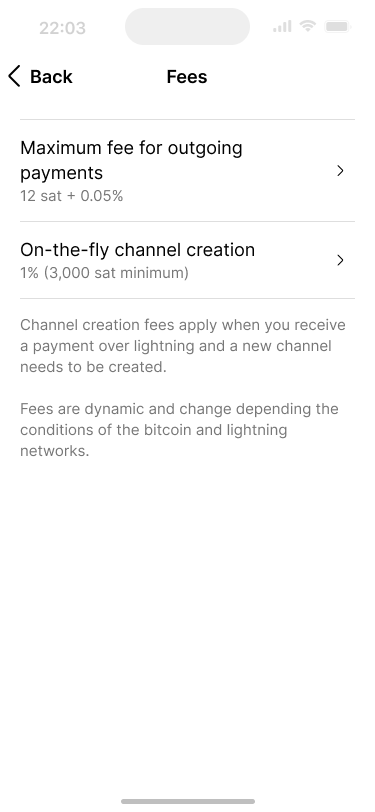 22:03
Back
Fees
Maximum fee for outgoing
payments
12 sat + 0.05%
On-the-fly channel creation
1% (3,000 sat minimum)
Channel creation fees apply when you receive
a payment over lightning and a new channel
needs to be created.
Fees are dynamic and change depending the
conditions of the bitcoin and lightning
networks.